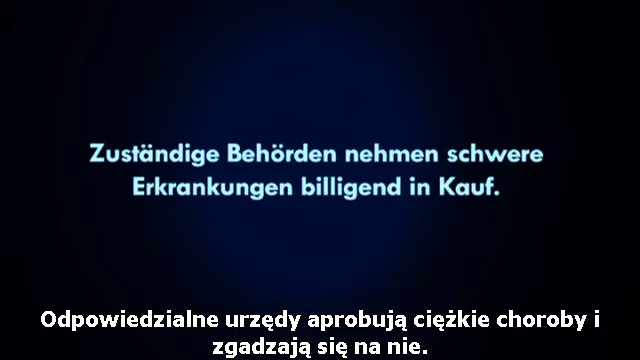 Zuständige Behörden nehmen schwere
Erkrankungen billigend in Kauf.
Odpowiedzialne urzędy aprobują ciężkie choroby i
zgadzają się na nie.